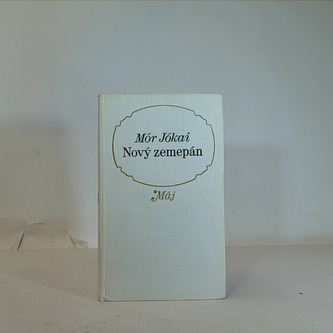 Mór Jókai
Nový zemepán
Máj